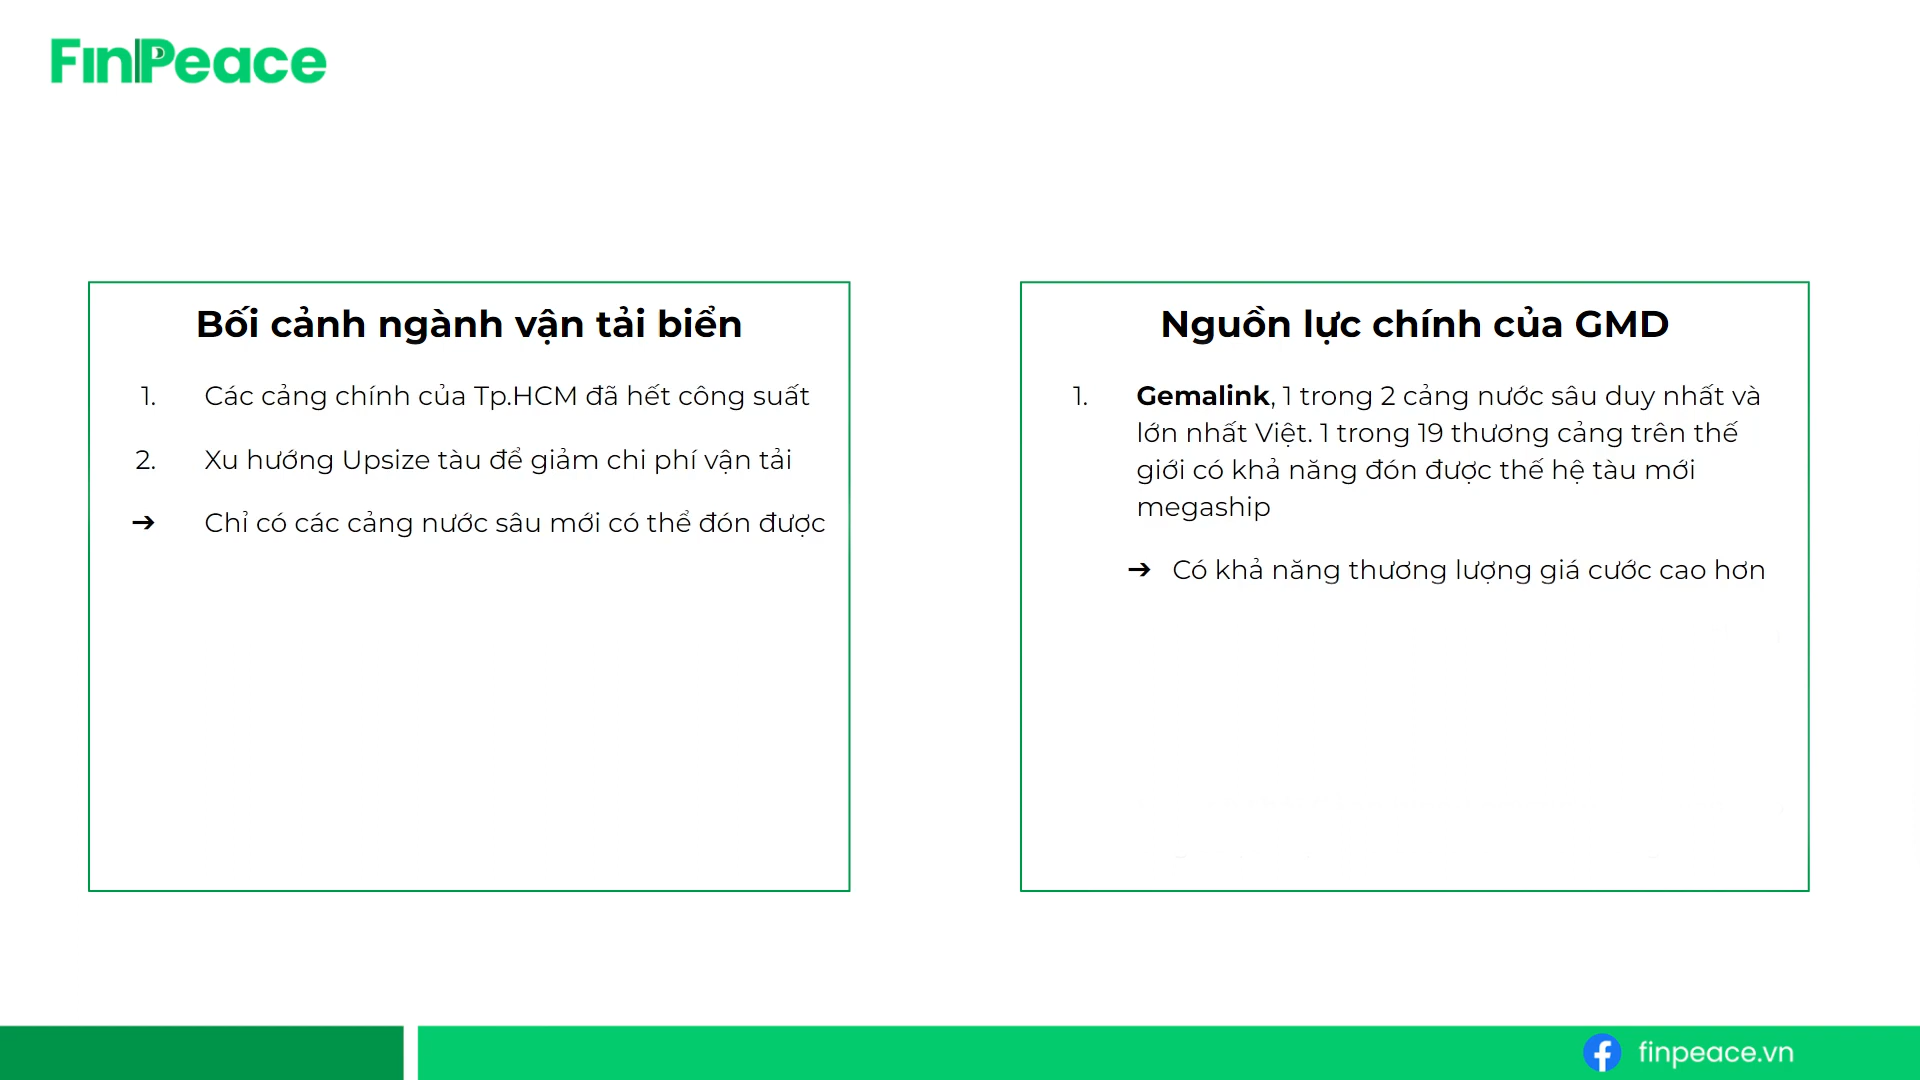 FinPeace
Bối cảnh ngành vận tải biển
1. Các cảng chính của Tp.HCM đã hết công suất
2. Xu hướng Upsize tàu để giảm chi phí vận tải
➔ Chỉ có các cảng nước sâu mới có thể đón được
Nguồn lực chính của GMD
1. Gemalink, 1 trong 2 cảng nước sâu duy nhất và
lớn nhất Việt. 1 trong 19 thương cảng trên thế
giới có khả năng đón được thế hệ tàu mới
megaship
➔ Có khả năng thương lượng giá cước cao hơn
finpeace.vn